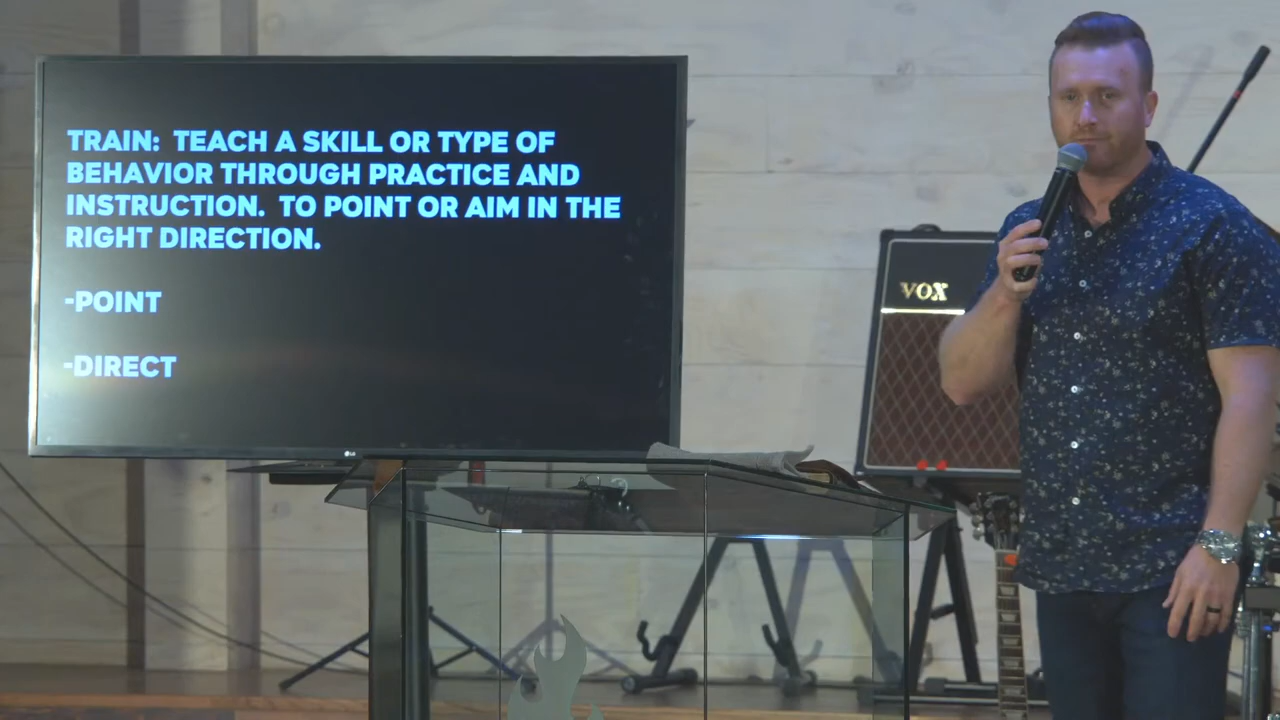 TRAIN: TEACH A SKILL OR TYPE OF
BEHAVIOR THROUGH PRACTICE AND
INSTRUCTION. TO POINT OR AIM IN THE
RIGHT DIRECTION.
-POINT
-DIRECT
VOX
LG